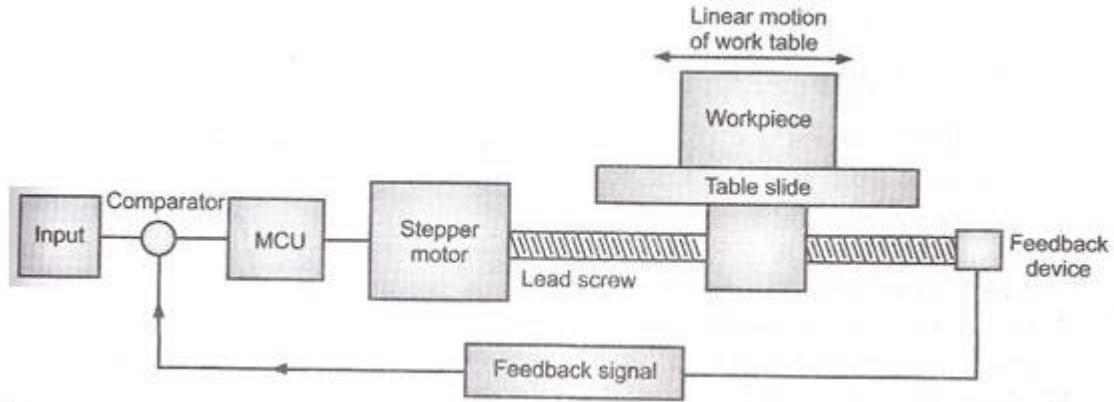 Linear motion
of work table
Workpiece
Table slide
Comparator
Input
MCU
Stepper
motor
Lead screw
Feedback
device
Feedback signal